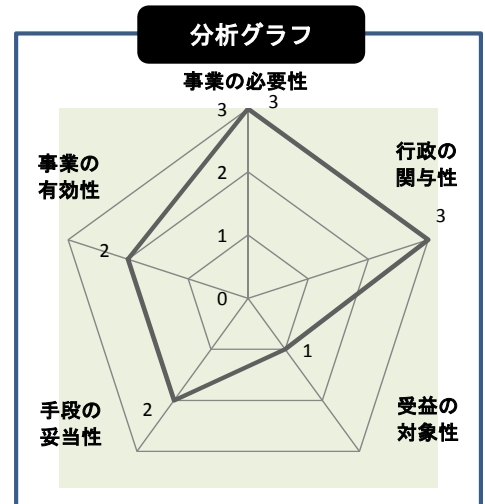 分析グラフ
事業の必要性
3
3
行政の
関与性
3
事業の
有効性
2
2
1
0
1
2
受益の
対象性
手段の
妥当性